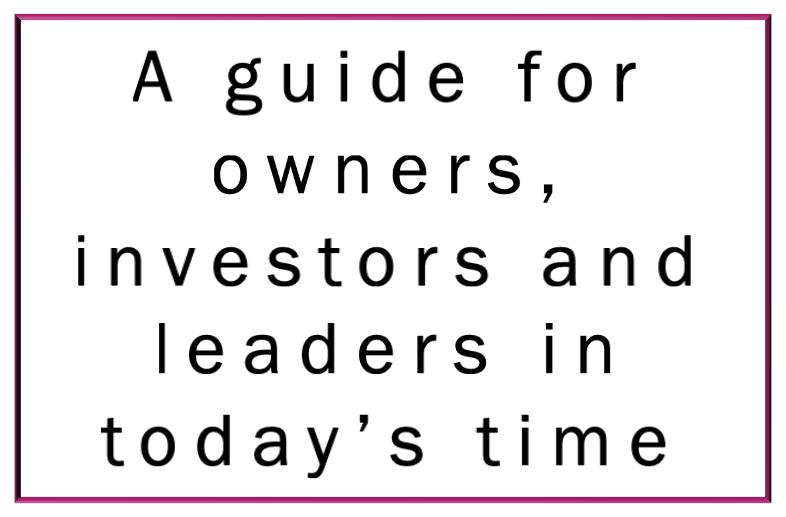 A guide for
owners,
investors and
leaders in
today’s time